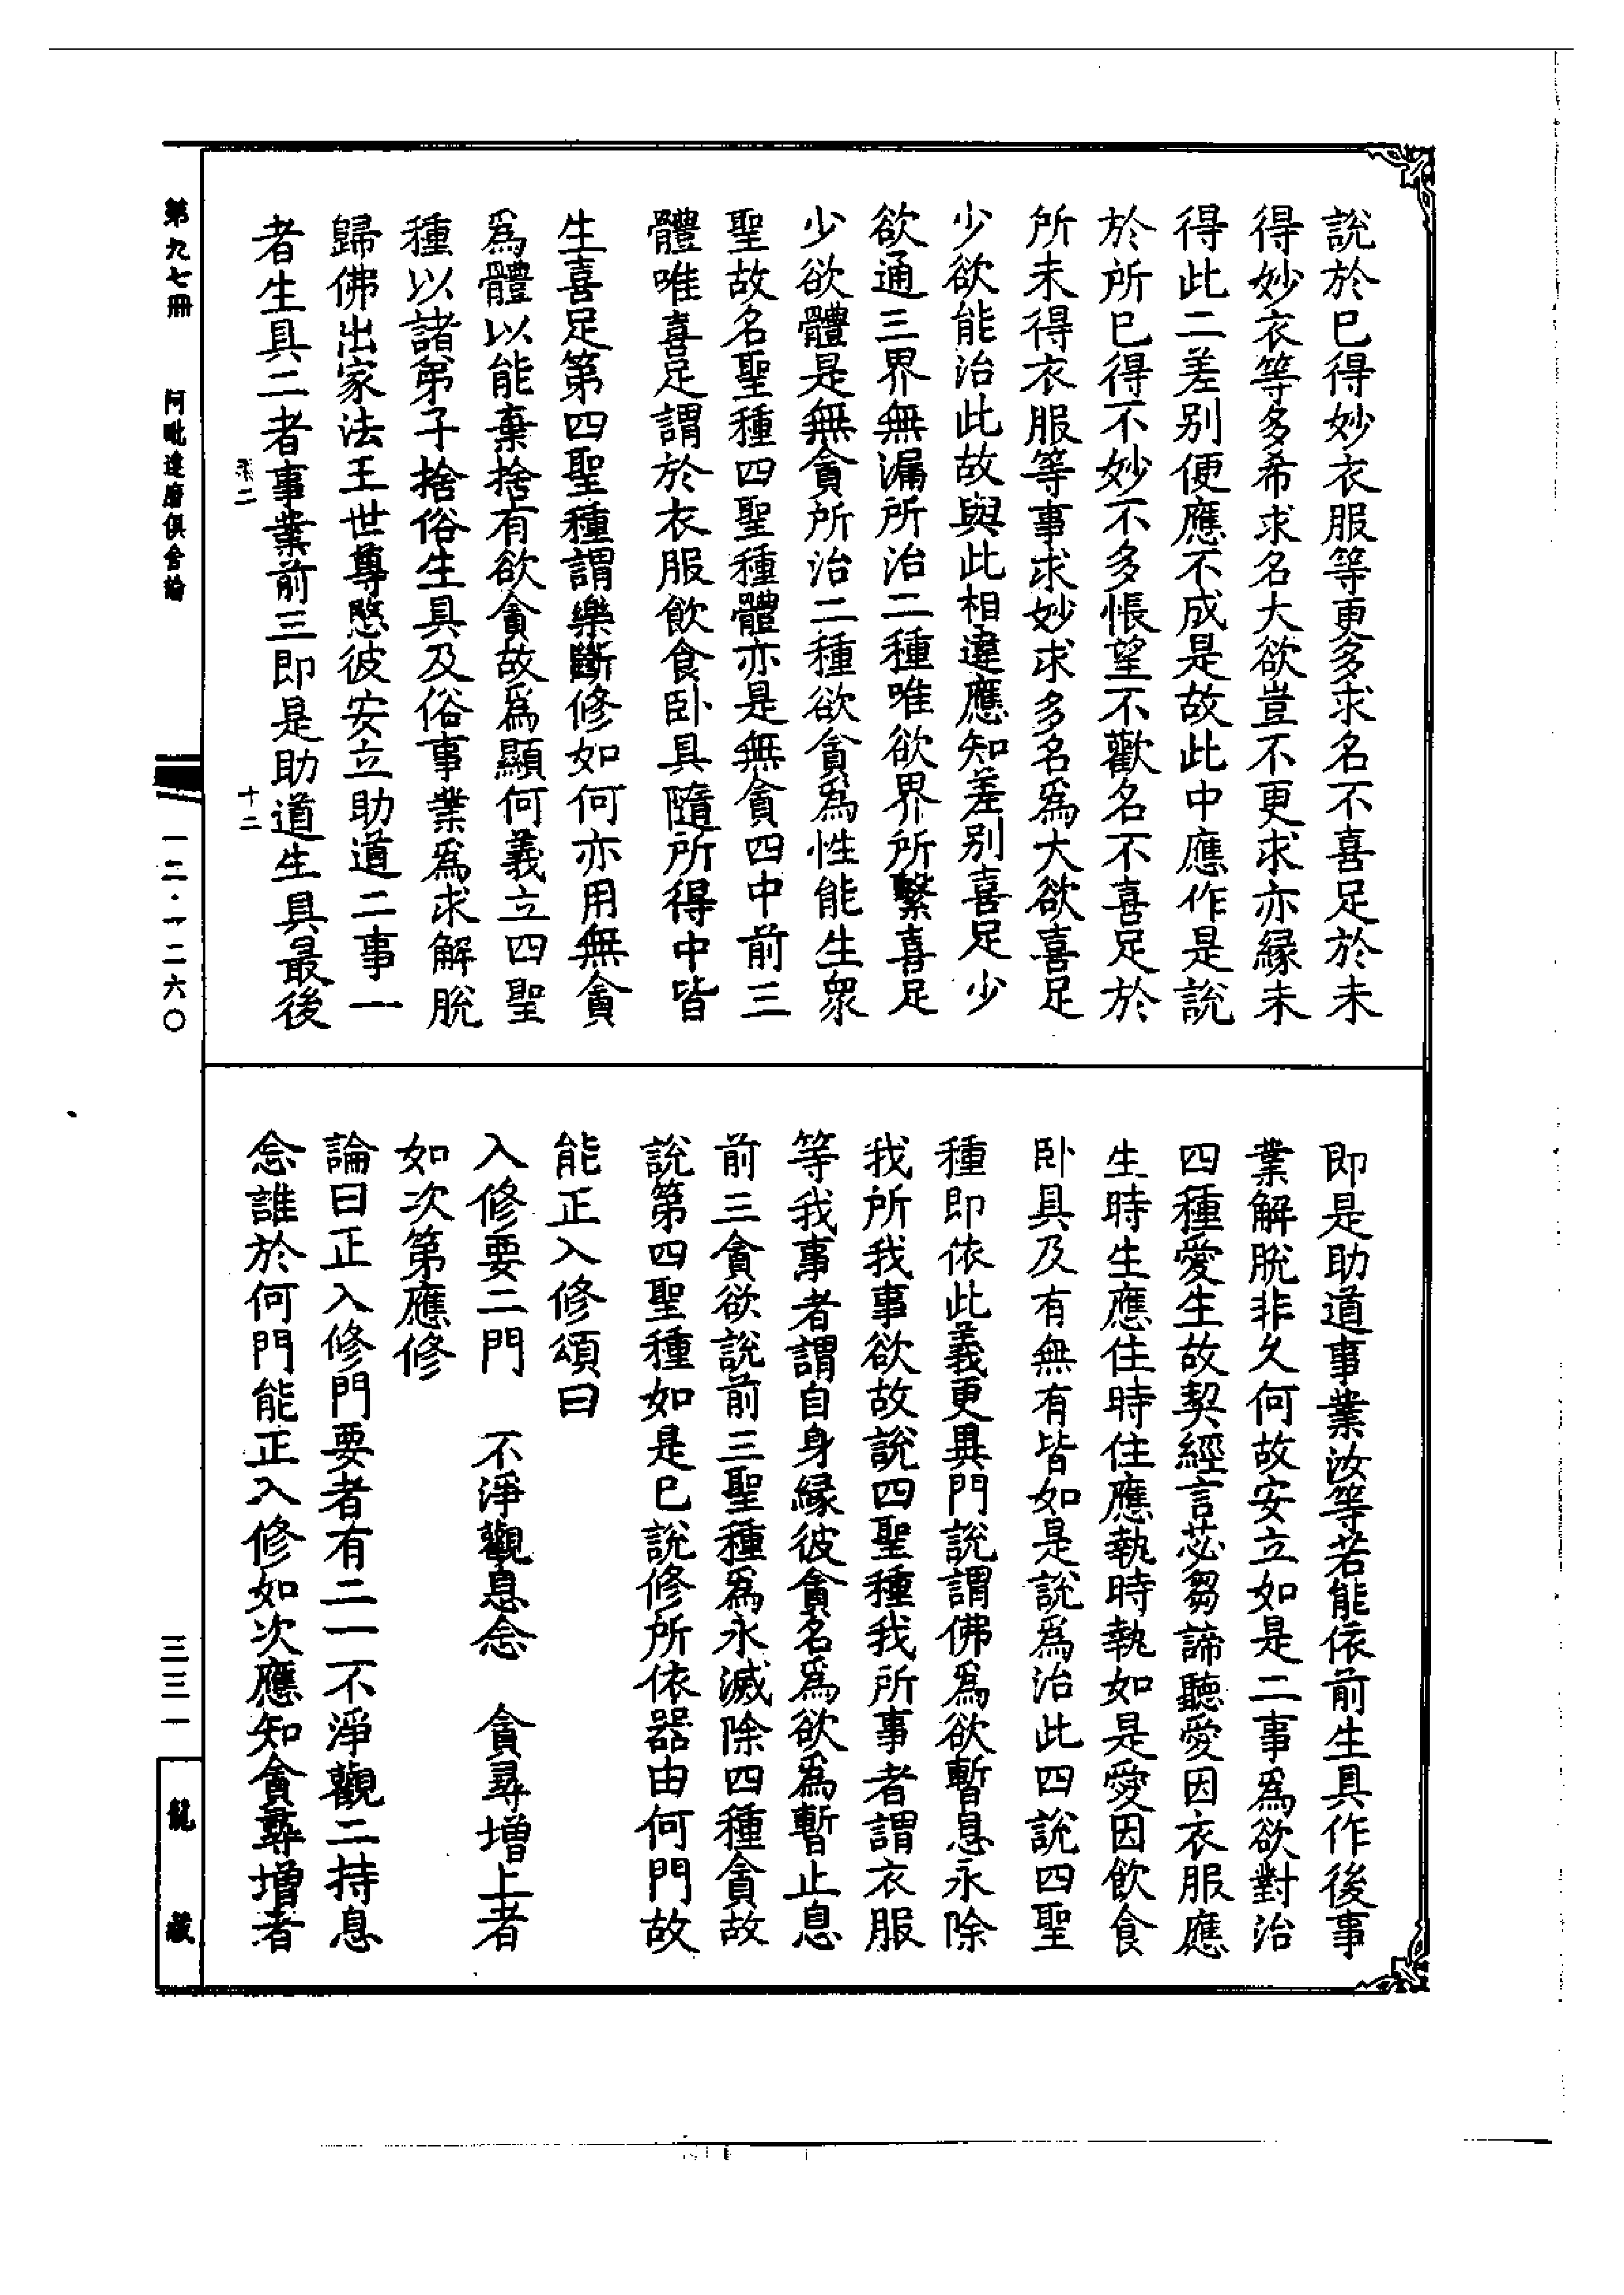 說於已得妙衣服等更多求名不喜足於未
得妙衣等多希求名大欲豈不更求亦緣未
得此二差別便應不成是故此中應作是說
於所已得不妙不多悵望不歡名不喜足於
所未得衣服等事求妙求多名爲大欲喜足
少欲能治此故與此相違應知差別喜足少
欲通三界無漏所治二種唯欲界所繫喜足
少欲體是無貪所治二種欲貪爲性能生衆
聖故名聖種四聖種體亦是無貪四中前三
體唯喜足謂於衣服飲食卧具隨所得中皆
生喜足第四聖種謂樂斷修如何亦用無貪
爲體以能棄捨有欲貪故爲顯何義立四聖
種以諸弟子捨俗生具及俗事業爲求解脫
歸佛出家法王世尊愍彼安立助道二事一
者生具二者事業前三即是助道生具最後
即是助道事業汝等若能依前生具作後事
業解脫非久何故安立如是二事爲欲對治
四種愛生故契經言苾芻諦聽愛因衣服應
生時生應住時住應執時執如是愛因飲食
卧具及有無有皆如是說爲治此四說四聖
種即依此義更異門說謂佛爲欲暫息永除
我所我事欲故說四聖種我所事者謂衣服
等我事者謂自身緣彼貪名爲欲爲暫止息
前三貪欲說前三聖種爲永滅除四種貪故
說第四聖種如是已說修所依器由何門故
能正入修頌曰
入修要二門　不淨觀息念　貪尋增上者
如次第應修
論曰正入修門要者有二一不淨觀二持息
念誰於何門能正入修如次應知貪尋增者
第九七冊　阿毗達磨俱舍論　一二·一二六〇　三三一　龍藏
十二